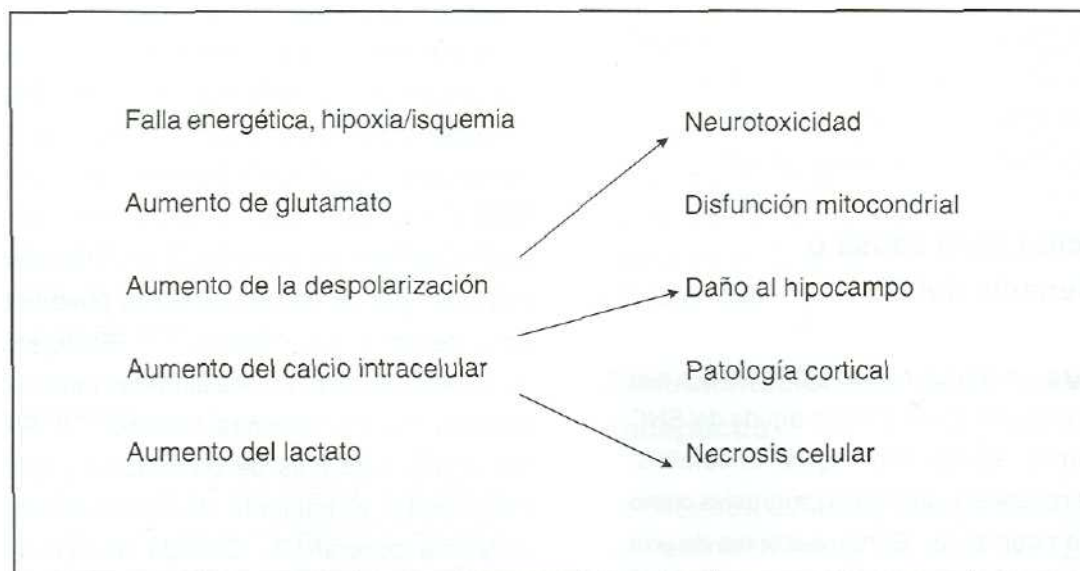 Falla energética, hipoxia/isquemia
Aumento de glutamato
Aumento de la despolarización
Aumento del calcio intracelular
Aumento del lactato
Neurotoxicidad
Disfunción mitocondrial
Daño al hipocampo
Patología cortical
Necrosis celular